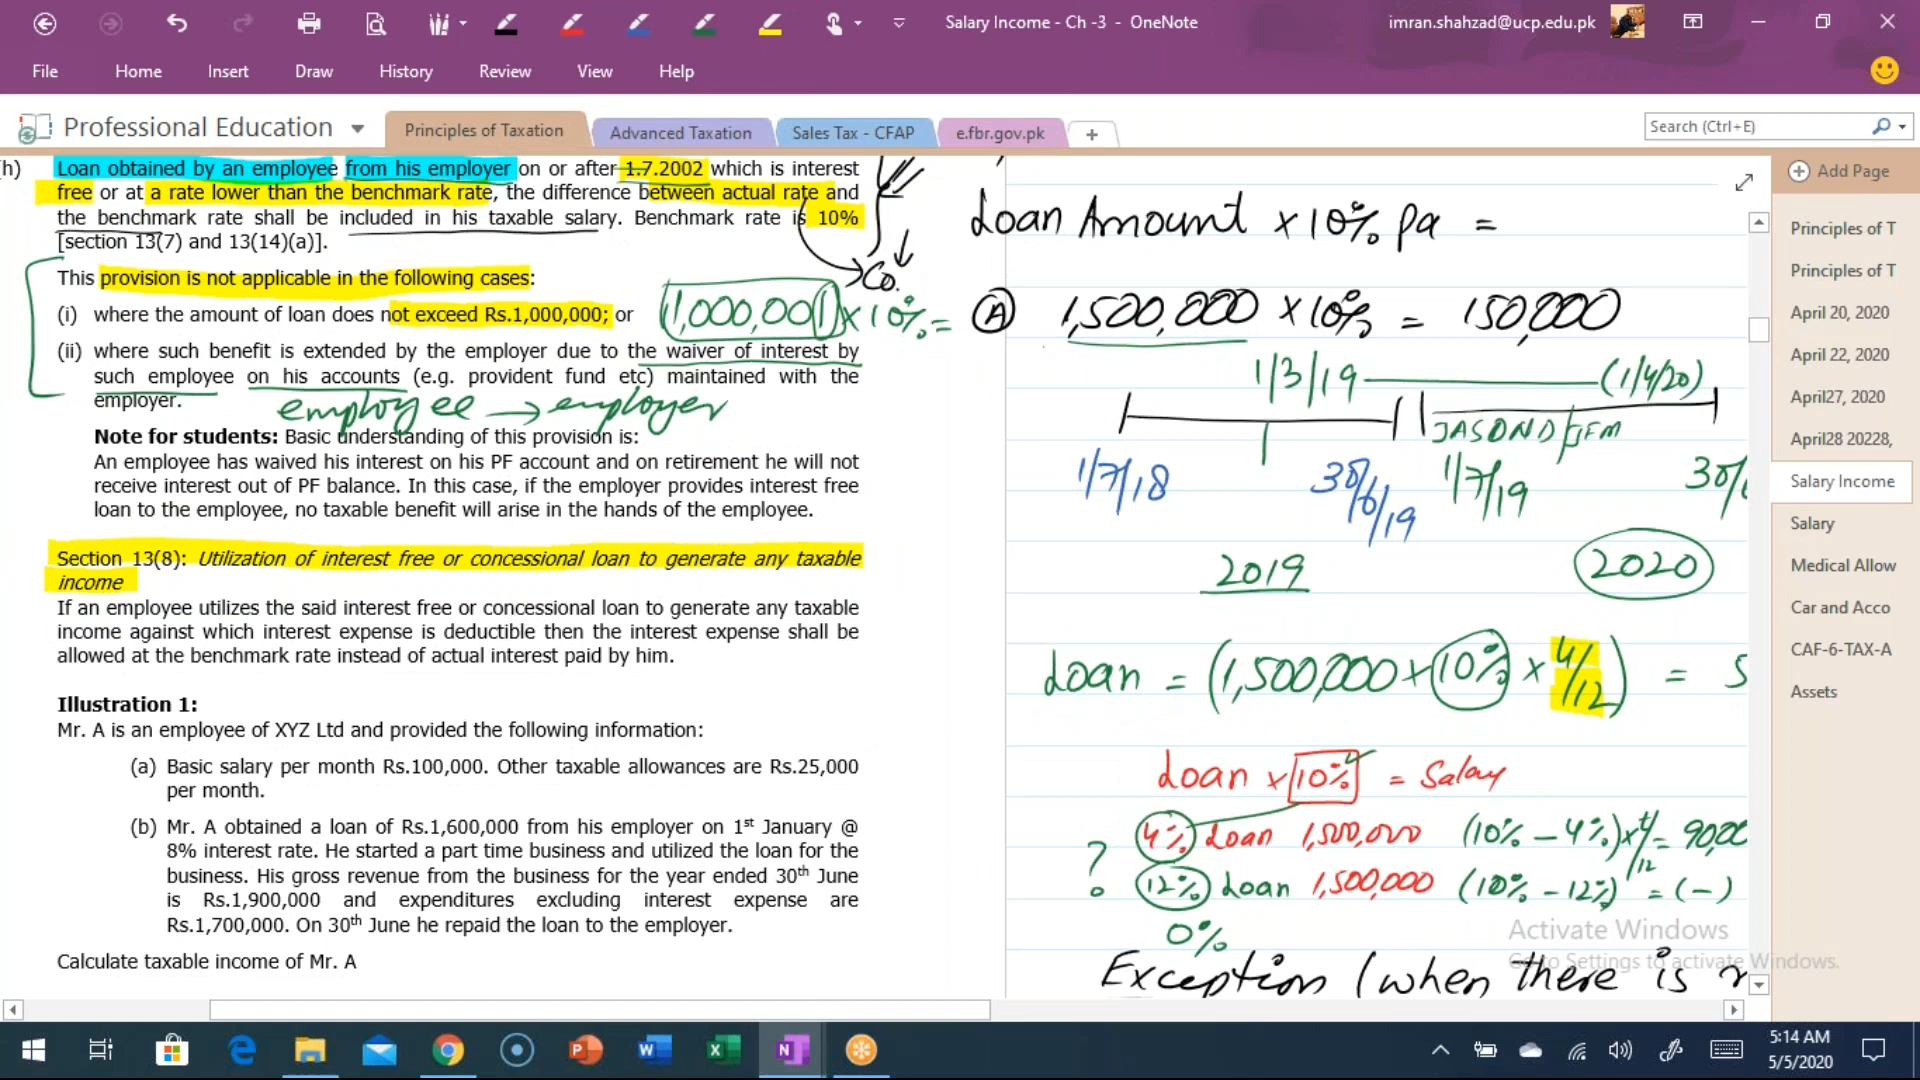 Salary Income - Ch -3 - OneNote
imran.shahzad@ucp.edu.pk
File Home Insert Draw History Review View Help
Professional Education
Principles of Taxation
Advanced Taxation
Sales Tax - CFAP
e.fbr.gov.pk
Search (Ctrl+E)
h) Loan obtained by an employee from his employer on or after 1.7.2002 which is interest
free or at a rate lower than the benchmark rate, the difference between actual rate and
the benchmark rate shall be included in his taxable salary. Benchmark rate is 10%
[section 13(7) and 13(14)(a)].
Co.
This provision is not applicable in the following cases:
(i) where the amount of loan does not exceed Rs.1,000,000; or
1,000,001 × 10% =
(ii) where such benefit is extended by the employer due to the waiver of interest by
such employee on his accounts (e.g. provident fund etc) maintained with the
employer.
employee → employer
Note for students: Basic understanding of this provision is:
An employee has waived his interest on his PF account and on retirement he will not
receive interest out of PF balance. In this case, if the employer provides interest free
loan to the employee, no taxable benefit will arise in the hands of the employee.
Section 13(8): Utilization of interest free or concessional loan to generate any taxable
income
If an employee utilizes the said interest free or concessional loan to generate any taxable
income against which interest expense is deductible then the interest expense shall be
allowed at the benchmark rate instead of actual interest paid by him.
Illustration 1:
Mr. A is an employee of XYZ Ltd and provided the following information:
(a) Basic salary per month Rs.100,000. Other taxable allowances are Rs.25,000
per month.
(b) Mr. A obtained a loan of Rs.1,600,000 from his employer on 1st January @
8% interest rate. He started a part time business and utilized the loan for the
business. His gross revenue from the business for the year ended 30th June
is Rs.1,900,000 and expenditures excluding interest expense are
Rs.1,700,000. On 30th June he repaid the loan to the employer.
Calculate taxable income of Mr. A
Loan Amount × 10% pa =
A 1,500,000 × 10% = 150,000
1/3/19 (1/4/20)
JASOND/JFM
1/7/18 30/6/19 1/7/19 30/
2019 2020
Loan = (1,500,000 × 10% × 4/12) = 5
Loan × 10% = Salary
4% Loan 1,500,000 (10% - 4%) × /12 = 90,00
?
12% Loan 1,500,000 (10% - 12%) = (-)
0%
Exception (when there is
Activate Windows
Go to Settings to activate Windows.
Add Page
Principles of T
Principles of T
April 20, 2020
April 22, 2020
April27, 2020
April28 20228,
Salary Income
Salary
Medical Allow
Car and Acco
CAF-6-TAX-A
Assets
5:14 AM
5/5/2020